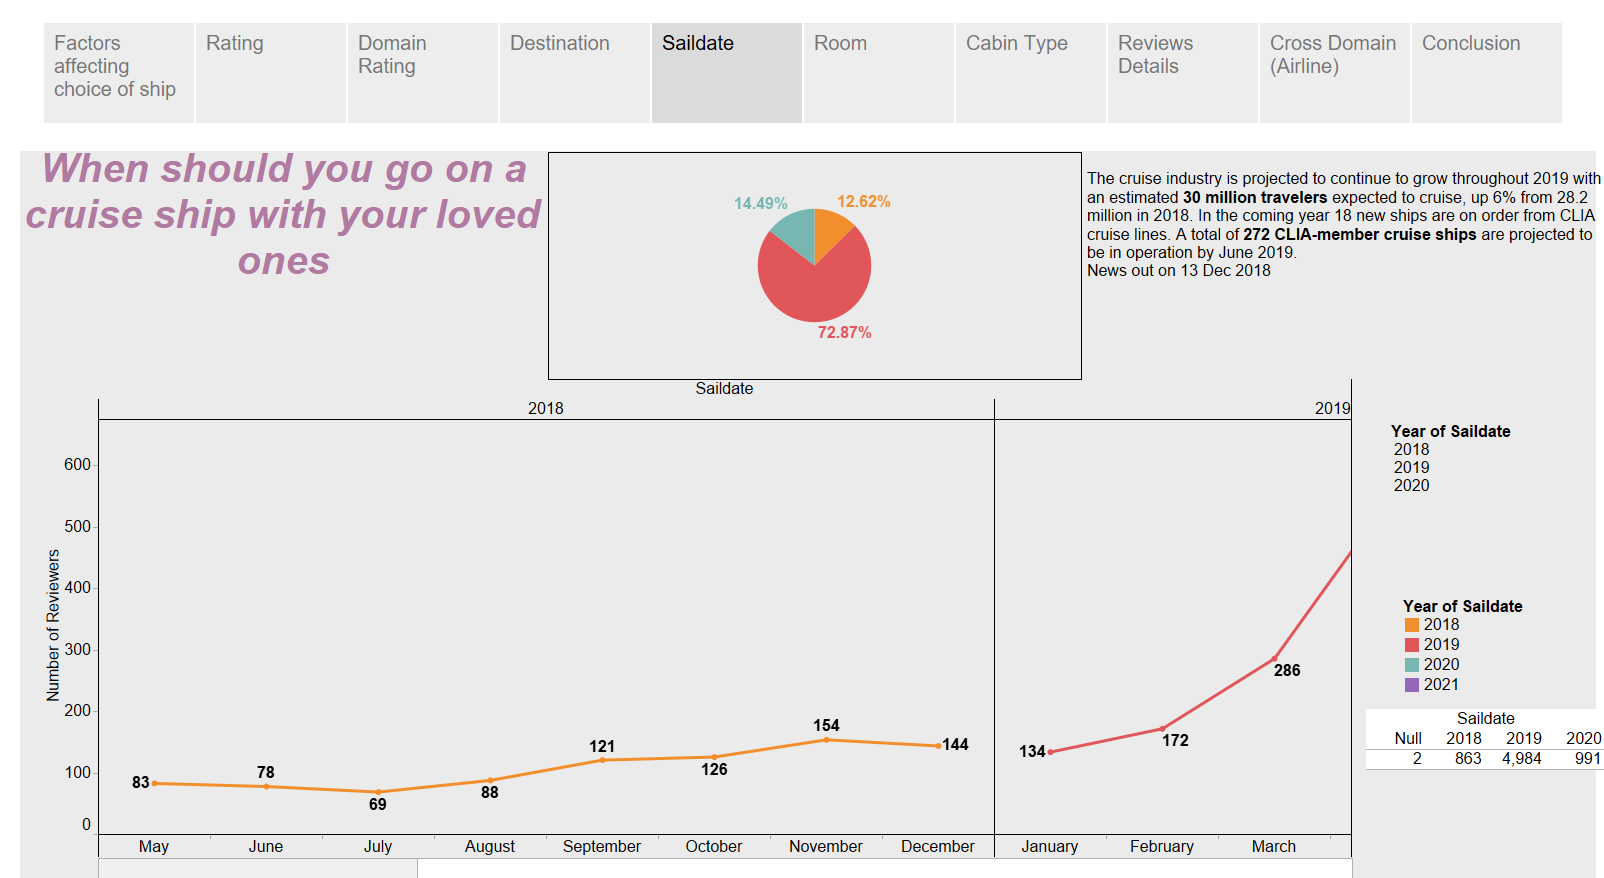 Factors
affecting
choice of ship
Rating
Domain
Rating
Destination
Saildate
Room
Cabin Type
Reviews
Details
Cross Domain
(Airline)
Conclusion
When should you go on a
cruise ship with your loved
ones
14.49%
12.62%
72.87%
The cruise industry is projected to continue to grow throughout 2019 with
an estimated 30 million travelers expected to cruise, up 6% from 28.2
million in 2018. In the coming year 18 new ships are on order from CLIA
cruise lines. A total of 272 CLIA-member cruise ships are projected to
be in operation by June 2019.
News out on 13 Dec 2018
Saildate
2018
2019
Number of Reviewers
600
500
400
300
200
100
0
83
78
69
88
121
126
154
144
134
172
286
May
June
July
August
September
October
November
December
January
February
March
Year of Saildate
2018
2019
2020
Year of Saildate
2018
2019
2020
2021
Saildate
Null 2018 2019 2020
2 863 4,984 991